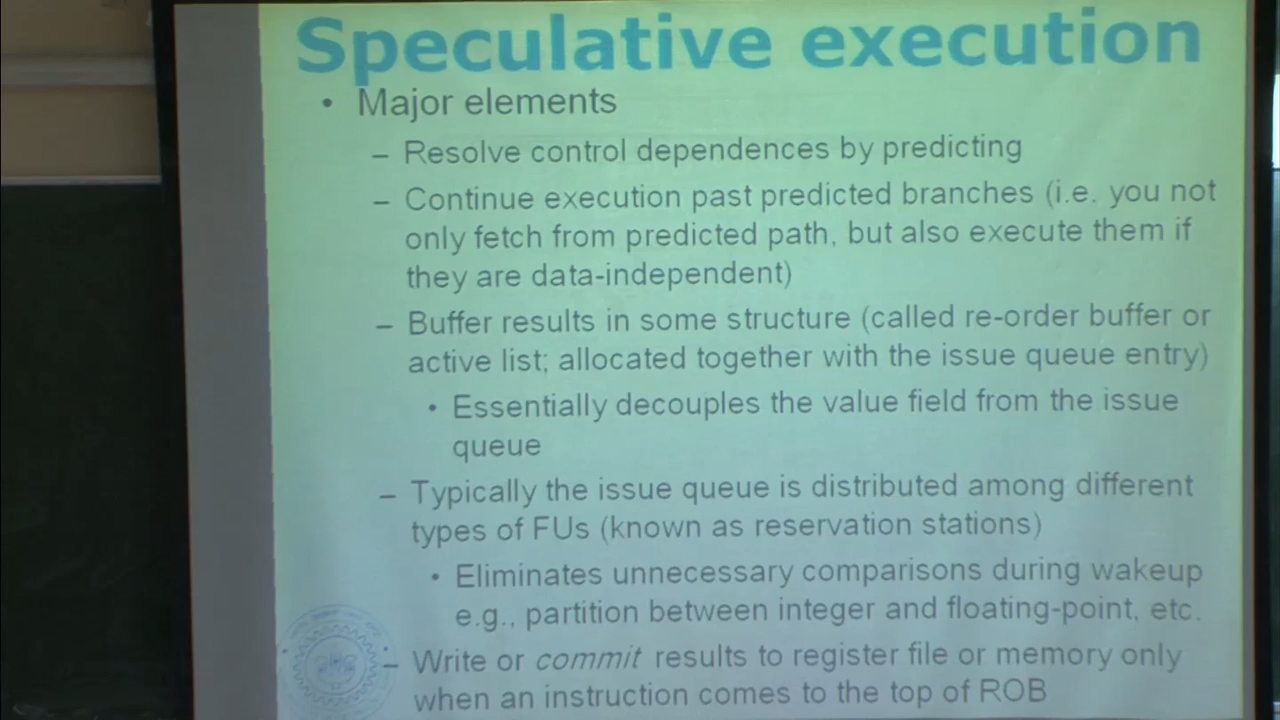 Speculative execution
• Major elements
– Resolve control dependences by predicting
– Continue execution past predicted branches (i.e. you not
only fetch from predicted path, but also execute them if
they are data-independent)
– Buffer results in some structure (called re-order buffer or
active list; allocated together with the issue queue entry)
• Essentially decouples the value field from the issue
queue
– Typically the issue queue is distributed among different
types of FUs (known as reservation stations)
• Eliminates unnecessary comparisons during wakeup
e.g., partition between integer and floating-point, etc.
– Write or commit results to register file or memory only
when an instruction comes to the top of ROB